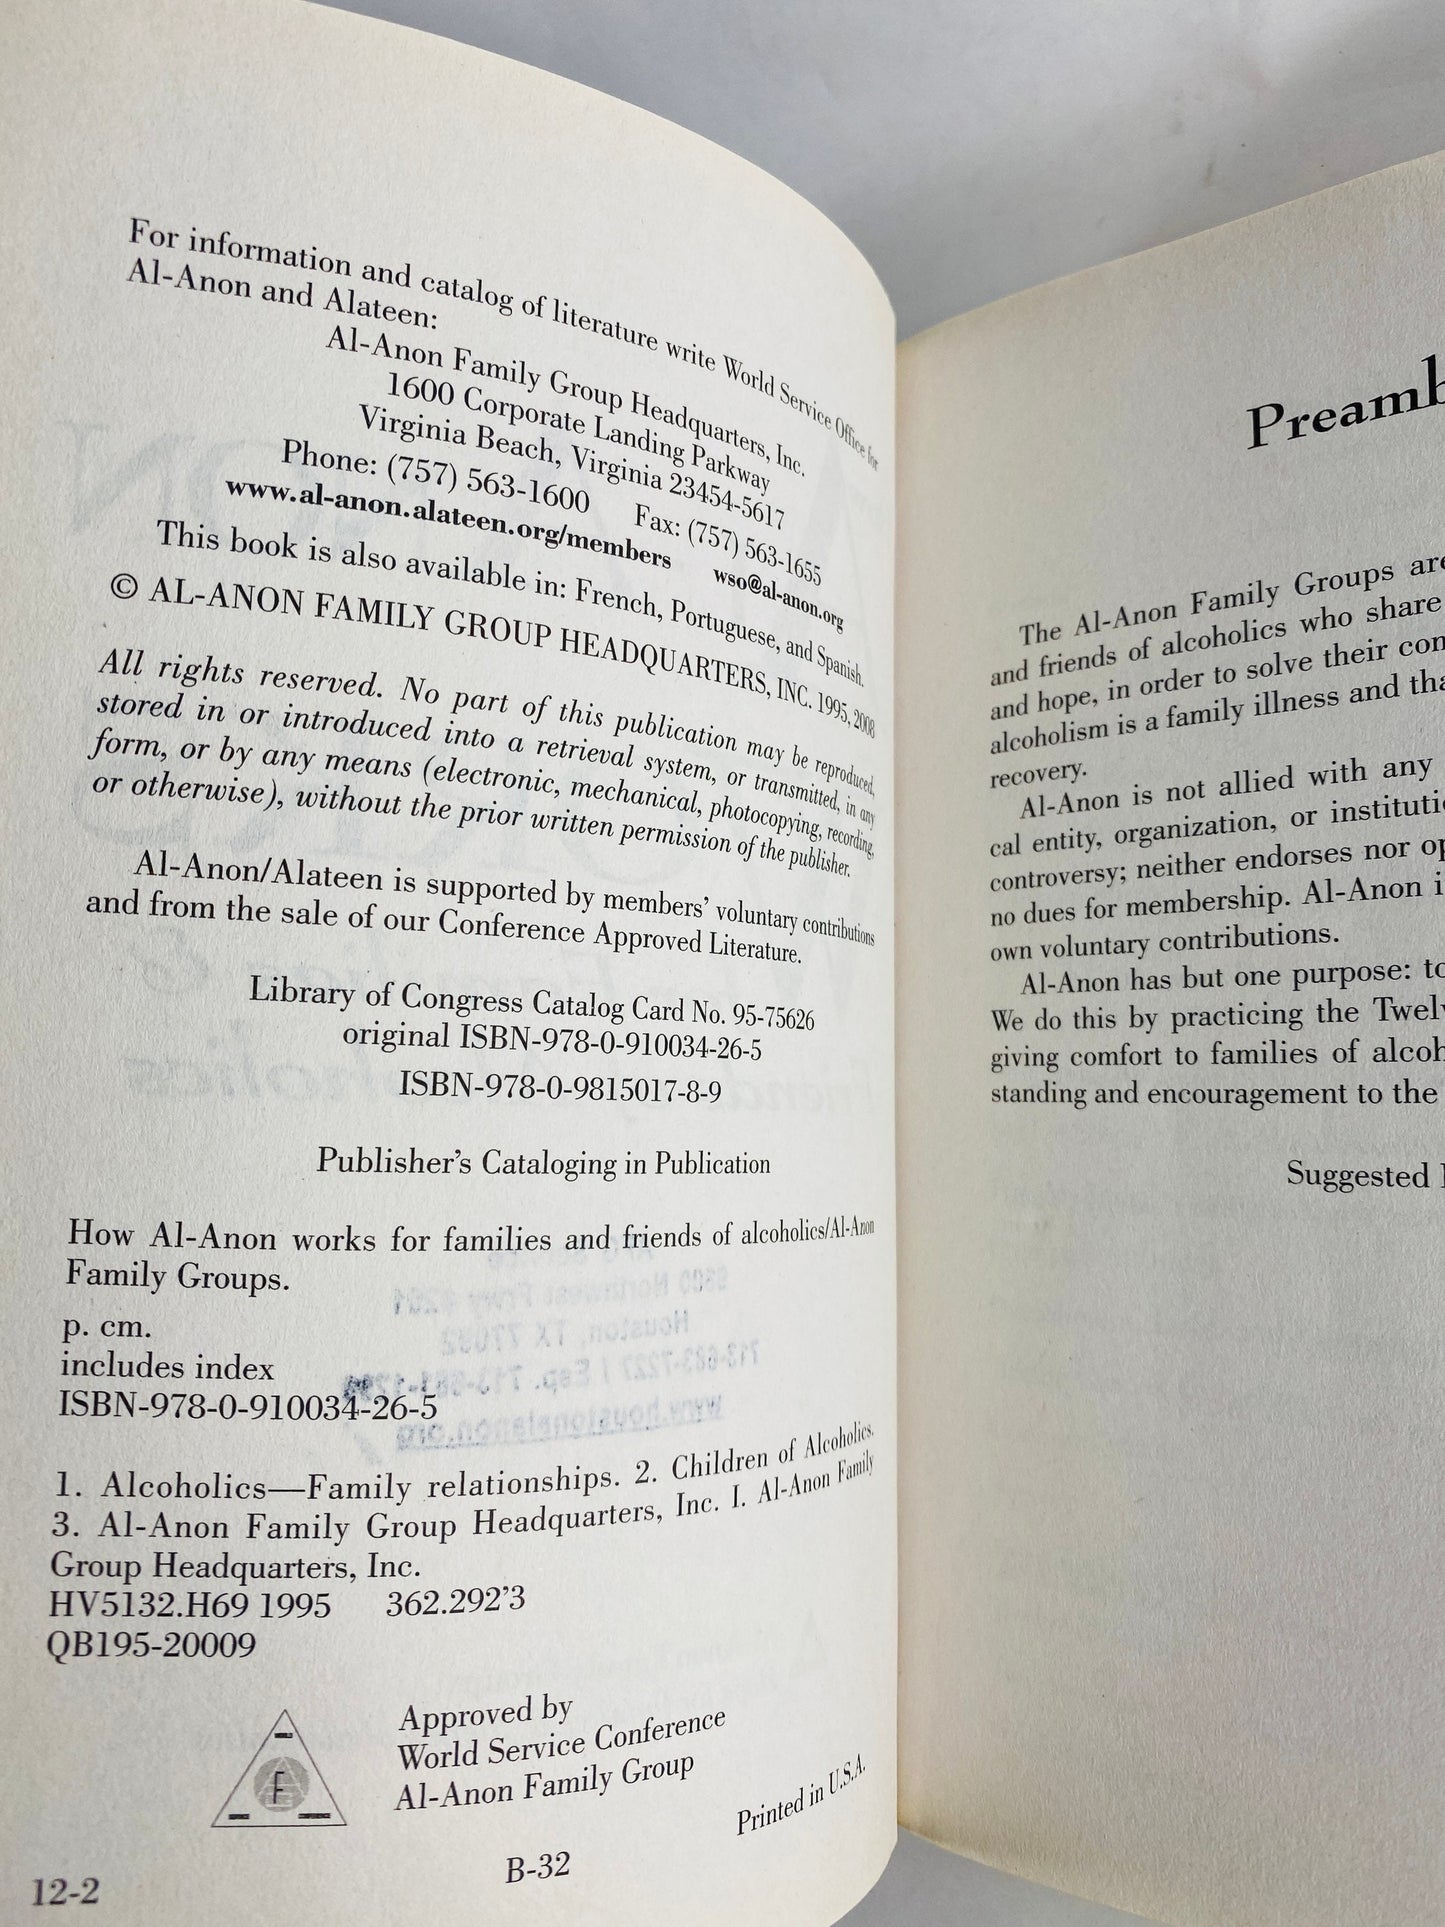 For information and catalog of literature write World Service Office for
Al-Anon and Alateen:
Al-Anon Family Group Headquarters, Inc.
1600 Corporate Landing Parkway
Virginia Beach, Virginia 23454-5617
Phone: (757) 563-1600 Fax: (757) 563-1655
www.al-anon.alateen.org/members wso@al-anon.org
This book is also available in: French, Portuguese, and Spanish.
© AL-ANON FAMILY GROUP HEADQUARTERS, INC. 1995, 2008
All rights reserved. No part of this publication may be reproduced,
stored in or introduced into a retrieval system, or transmitted, in any
form, or by any means (electronic, mechanical, photocopying, recording,
or otherwise), without the prior written permission of the publisher.
Al-Anon/Alateen is supported by members' voluntary contributions
and from the sale of our Conference Approved Literature.
Library of Congress Catalog Card No. 95-75626
original ISBN-978-0-910034-26-5
ISBN-978-0-9815017-8-9
Publisher's Cataloging in Publication
How Al-Anon works for families and friends of alcoholics/Al-Anon
Family Groups.
p. cm.
includes index
ISBN-978-0-910034-26-5
1. Alcoholics—Family relationships. 2. Children of Alcoholics.
3. Al-Anon Family Group Headquarters, Inc. I. Al-Anon Family
Group Headquarters, Inc.
HV5132.H69 1995 362.292'3
QB195-20009
Approved by
World Service Conference
Al-Anon Family Group
Printed in U.S.A.
B-32
12-2
Preamb
The Al-Anon Family Groups are
and friends of alcoholics who share
and hope, in order to solve their com
alcoholism is a family illness and tha
recovery.
Al-Anon is not allied with any
cal entity, organization, or instituti
controversy; neither endorses nor op
no dues for membership. Al-Anon i
own voluntary contributions.
Al-Anon has but one purpose: to
We do this by practicing the Twel
giving comfort to families of alcoh
standing and encouragement to the
Suggested